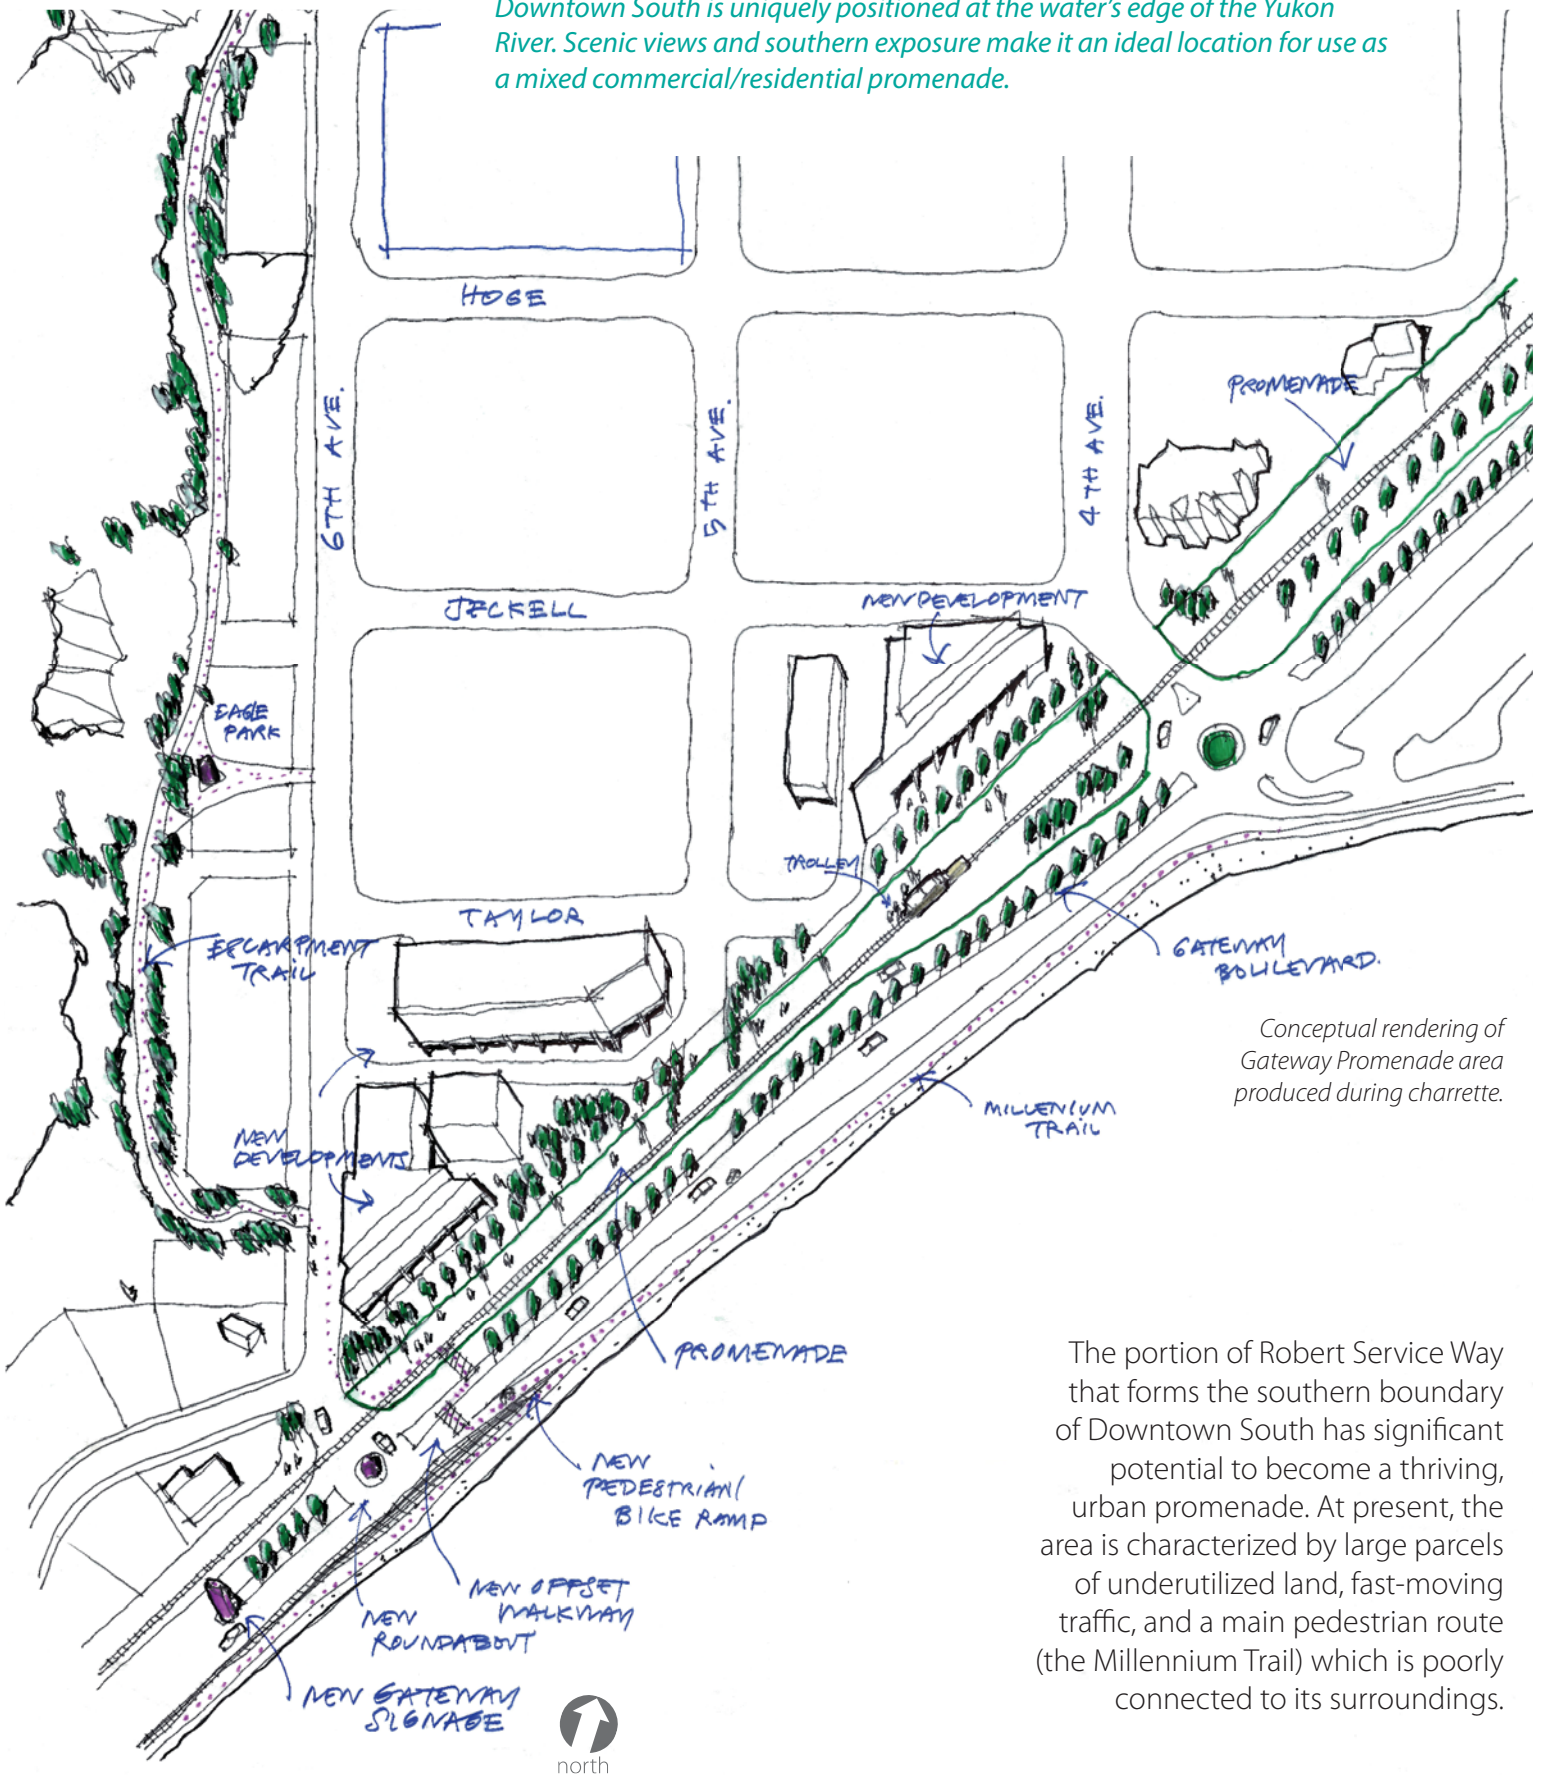 Downtown South is uniquely positioned at the water's edge of the Yukon
River. Scenic views and southern exposure make it an ideal location for use as
a mixed commercial/residential promenade.
HOGE
PROMENADE
6TH AVE.
5TH AVE.
4TH AVE.
JECKELL
NEW DEVELOPMENT
EAGLE
PARK
TROLLEY
TAYLOR
ESCARPMENT
TRAIL
GATEWAY
BOULEVARD.
Conceptual rendering of
Gateway Promenade area
produced during charrette.
MILLENIUM
TRAIL
NEW
DEVELOPMENTS
PROMENADE
The portion of Robert Service Way
that forms the southern boundary
of Downtown South has significant
potential to become a thriving,
urban promenade. At present, the
area is characterized by large parcels
of underutilized land, fast-moving
traffic, and a main pedestrian route
(the Millennium Trail) which is poorly
connected to its surroundings.
NEW
PEDESTRIAN/
BIKE RAMP
NEW OFFSET
WALKWAY
NEW
ROUNDABOUT
NEW GATEWAY
SIGNAGE
north